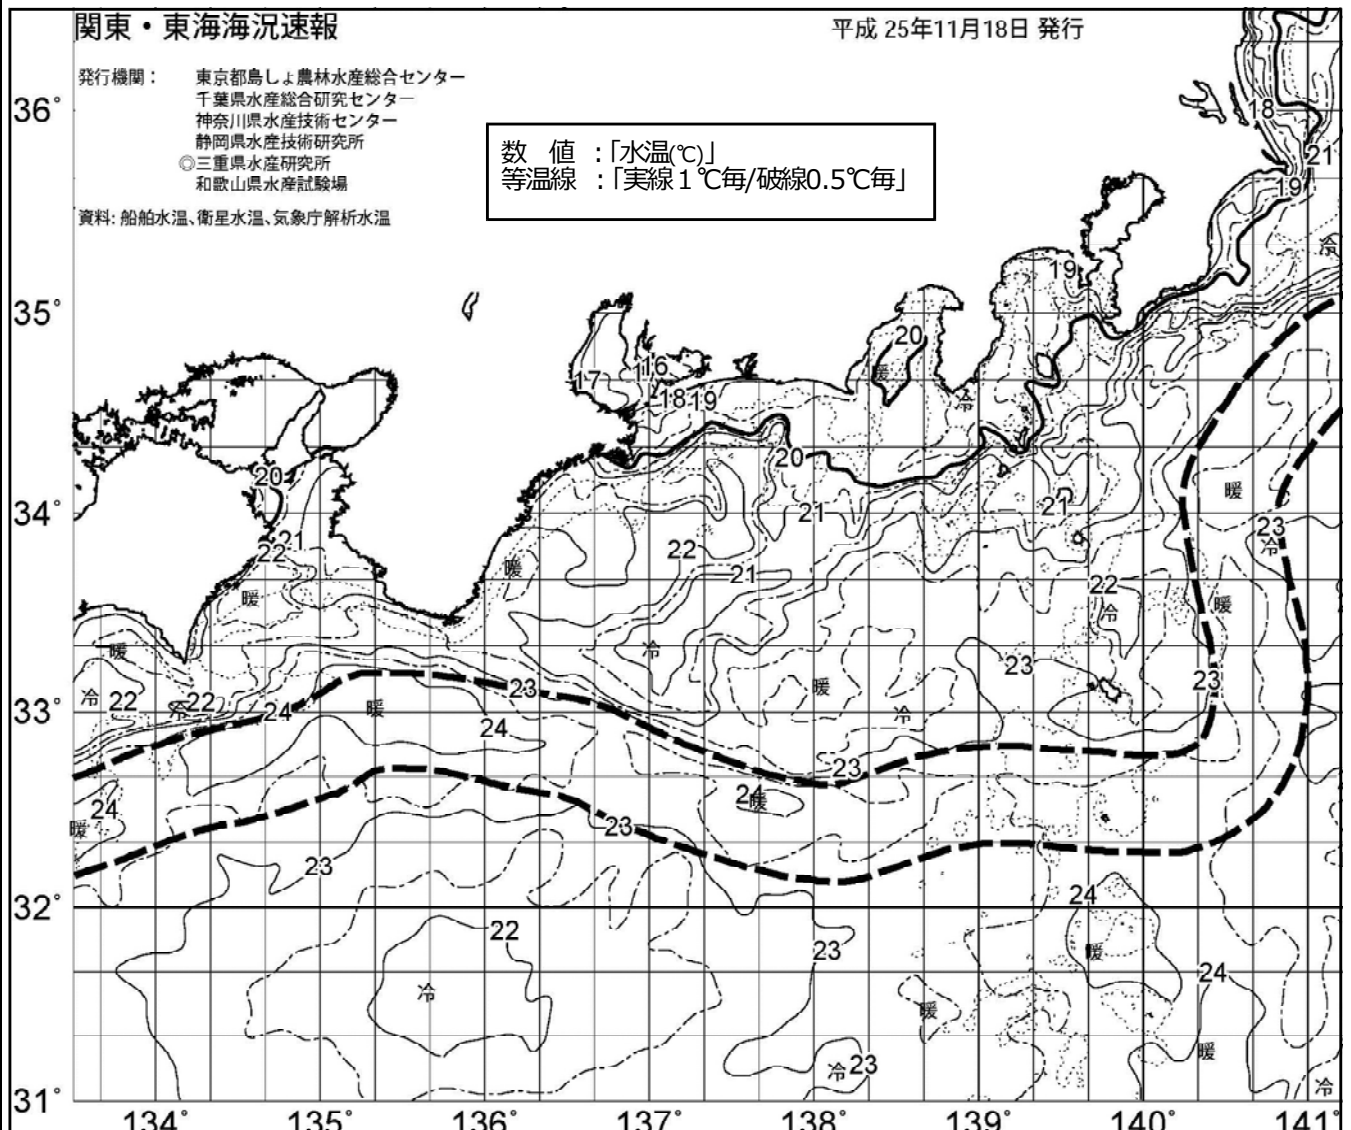 関東・東海海況速報
平成 25年11月18日 発行
発行機関： 東京都島しょ農林水産総合センター
千葉県水産総合研究センター
神奈川県水産技術センター
静岡県水産技術研究所
◎三重県水産研究所
和歌山県水産試験場
資料: 船舶水温、衛星水温、気象庁解析水温
数 値 ：「水温(℃)」
等温線 ：「実線１℃毎/破線0.5℃毎」
36°
18
21
19
冷
19
35°
20
暖
16
17
18 19
冷
20
20
暖
34°
21
21
23
冷
21
22
22
暖
21
22
暖
冷
暖
暖
冷
23
冷
22
22
冷
33°
24
暖
23
暖
冷
23
24
23
24
暖
24
暖
23
23
32°
24
22
23
暖
24
冷
暖
暖
冷
23
冷
31°
134°
135°
136°
137°
138°
139°
140°
141°